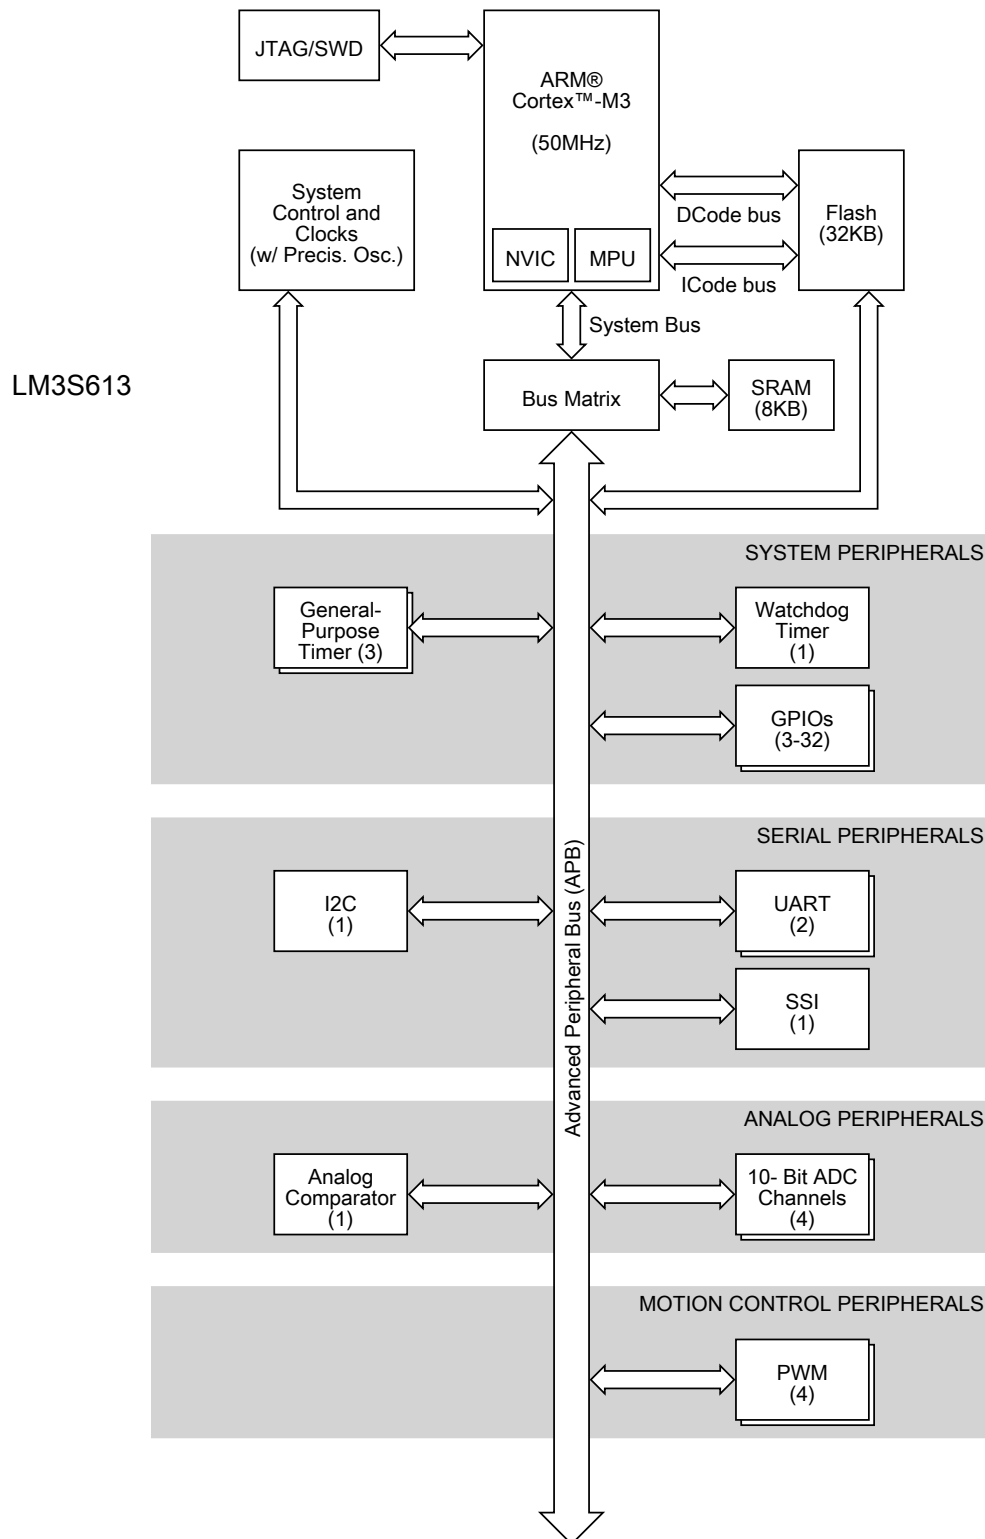 JTAG/SWD
ARM®
Cortex™-M3
(50MHz)
System
Control and
Clocks
(w/ Precis. Osc.)
DCode bus
Flash
(32KB)
NVIC
MPU
ICode bus
System Bus
LM3S613
Bus Matrix
SRAM
(8KB)
SYSTEM PERIPHERALS
General-
Purpose
Timer (3)
Watchdog
Timer
(1)
GPIOs
(3-32)
Advanced Peripheral Bus (APB)
SERIAL PERIPHERALS
I2C
(1)
UART
(2)
SSI
(1)
ANALOG PERIPHERALS
Analog
Comparator
(1)
10- Bit ADC
Channels
(4)
MOTION CONTROL PERIPHERALS
PWM
(4)